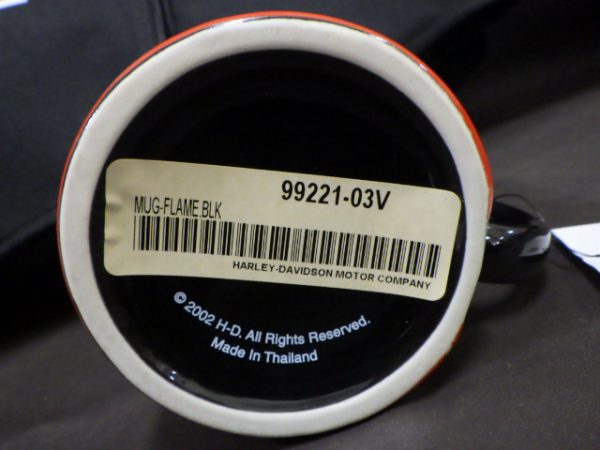 99221-03V
MUG-FLAME.BLK
HARLEY-DAVIDSON MOTOR COMPANY
© 2002 H-D. All Rights Reserved.
Made In Thailand